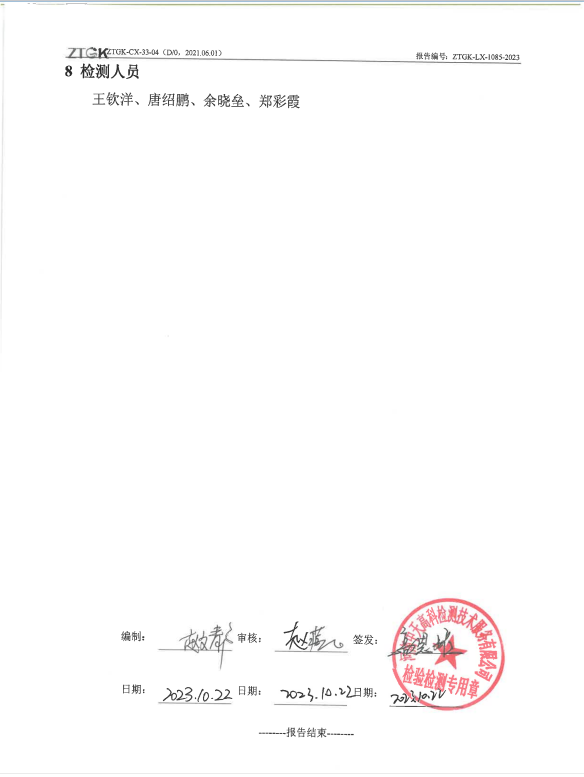 ZTGK ZTGK-CX-33-04（D/0，2021.06.01） 报告编号：ZTGK-LX-1085-2023
8 检测人员
王钦洋、唐绍鹏、余晓垒、郑彩霞
编制： 审核： 签发：
中天高科检测技术服务有限公司
检验检测专用章
日期： 2023.10.22 日期： 2023.10.22 日期： 2023.10.22
--------报告结束--------